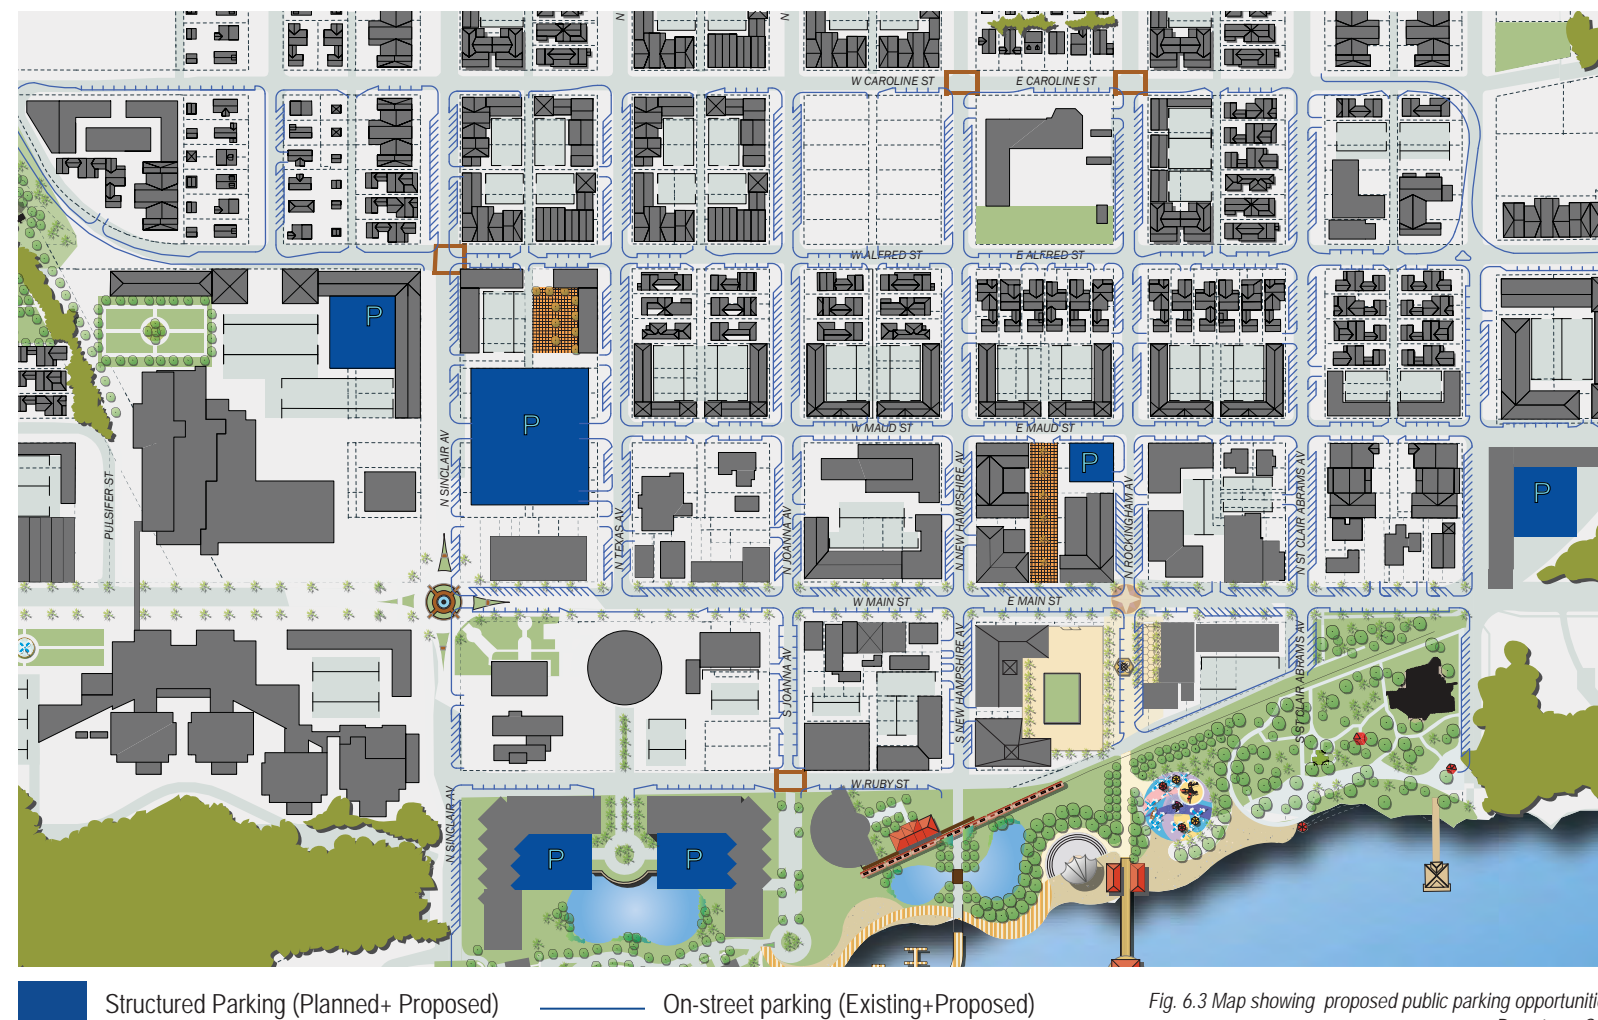 N
N
W CAROLINE ST
E CAROLINE ST
W ALFRED ST
E ALFRED ST
P
P
W MAUD ST
E MAUD ST
N SINCLAIR AV
P
P
PULSIFER ST
N TEXAS AV
N JOANNA AV
N NEW HAMPSHIRE AV
N ROCKINGHAM AV
N ST CLAIR ABRAMS AV
W MAIN ST
E MAIN ST
S JOANNA AV
S NEW HAMPSHIRE AV
S ST CLAIR ABRAMS AV
W RUBY ST
N SINCLAIR AV
P
P
Structured Parking (Planned+ Proposed)
On-street parking (Existing+Proposed)
Fig. 6.3 Map showing proposed public parking opportunitie